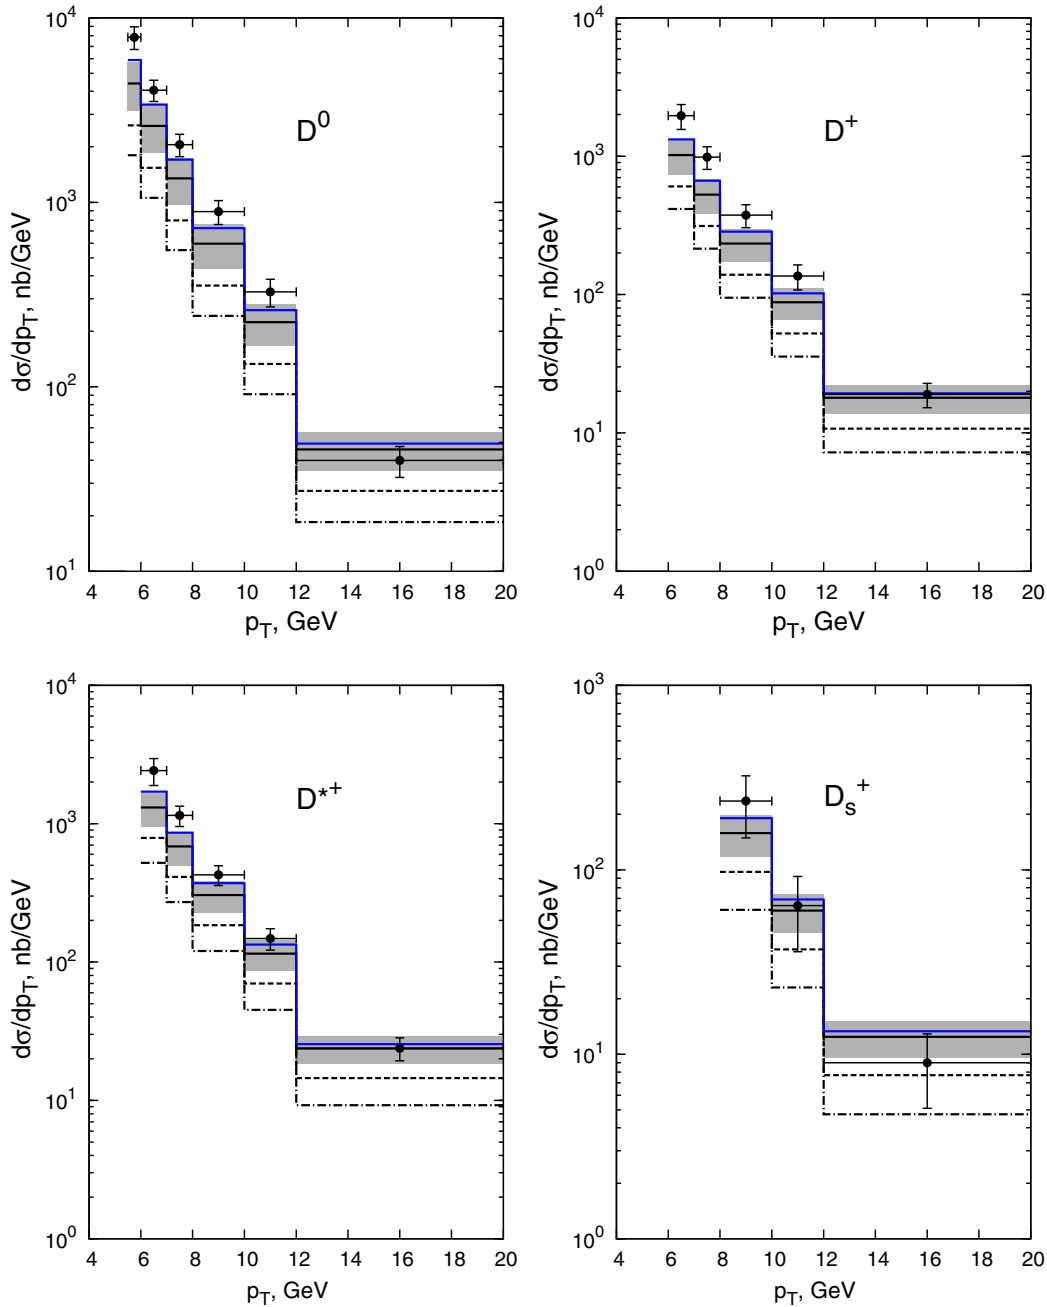 10^4
10^3
10^2
10^1
dσ/dp_T, nb/GeV
D^0
4 6 8 10 12 14 16 18 20
p_T, GeV
10^4
10^3
10^2
10^1
10^0
dσ/dp_T, nb/GeV
D^+
4 6 8 10 12 14 16 18 20
p_T, GeV
10^4
10^3
10^2
10^1
10^0
dσ/dp_T, nb/GeV
D^{*+}
4 6 8 10 12 14 16 18 20
p_T, GeV
10^3
10^2
10^1
10^0
dσ/dp_T, nb/GeV
D_s^+
4 6 8 10 12 14 16 18 20
p_T, GeV